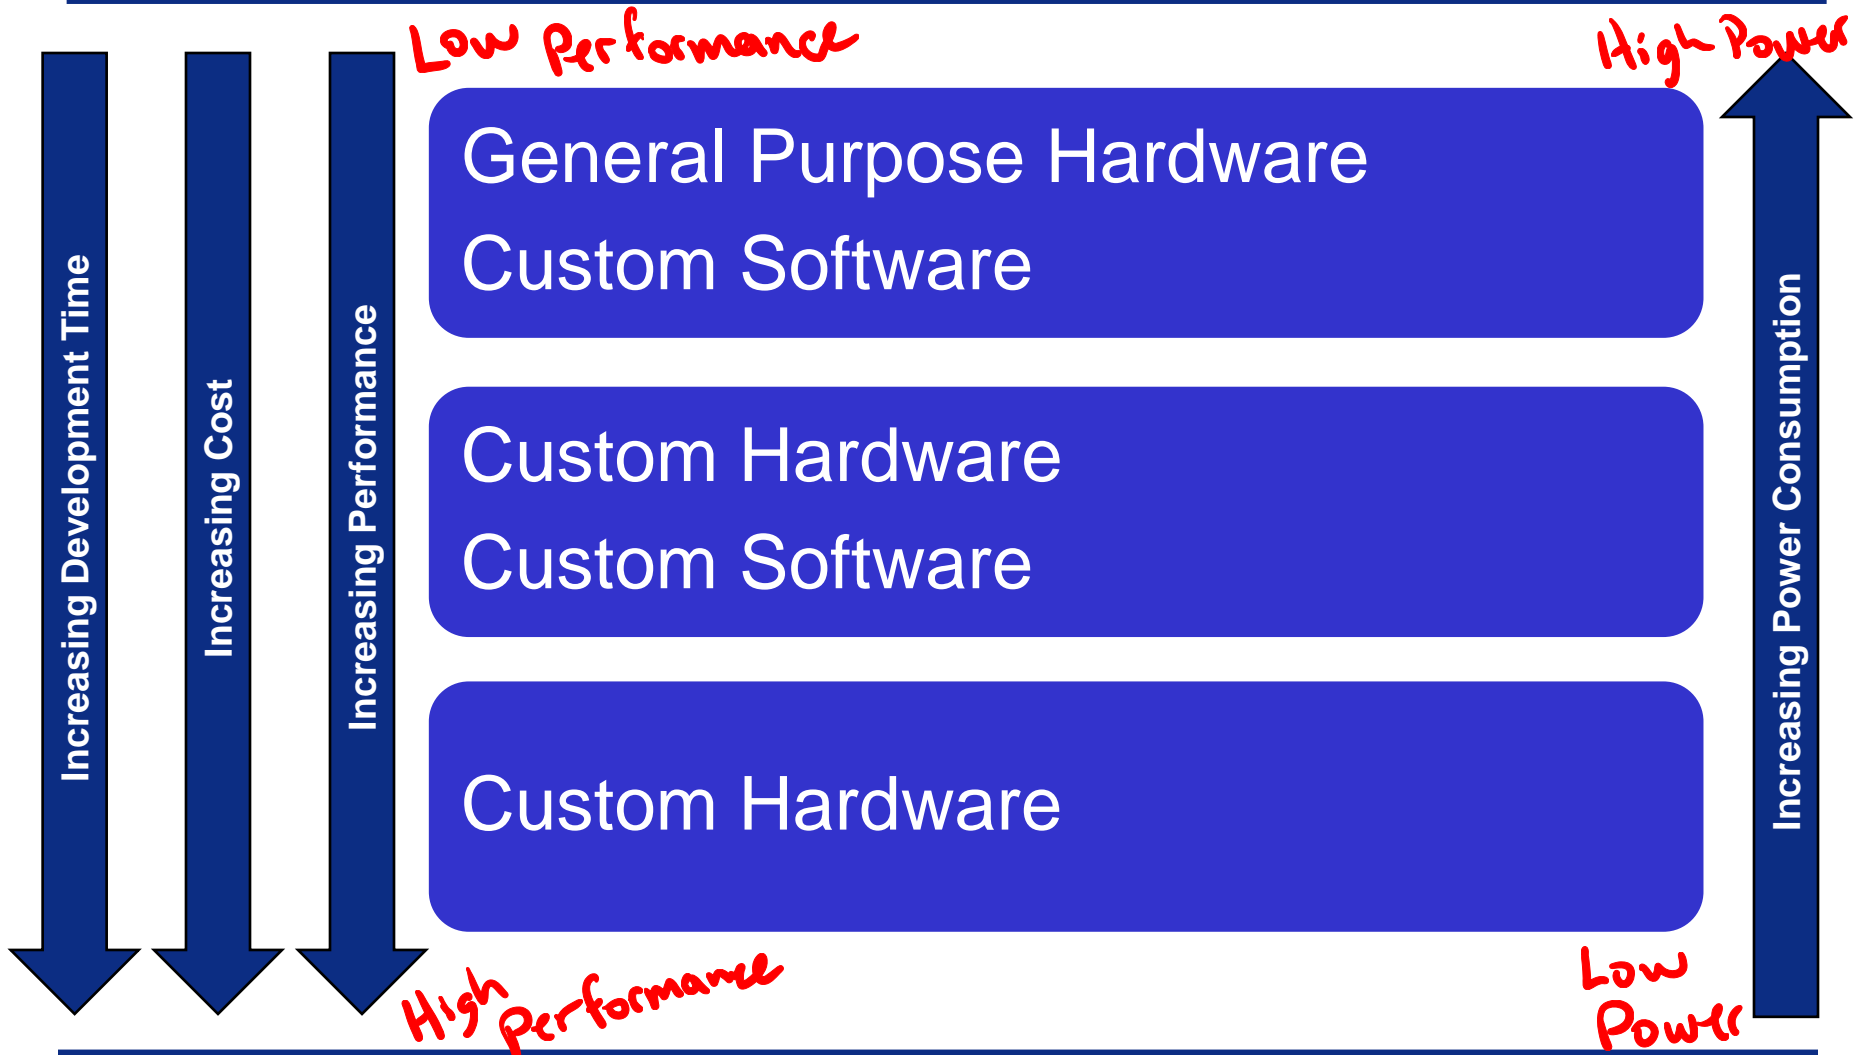 Low Performance
High Power
General Purpose Hardware
Custom Software
Custom Hardware
Custom Software
Custom Hardware
Increasing Development Time
Increasing Cost
Increasing Performance
Increasing Power Consumption
High
Performance
Low
Power